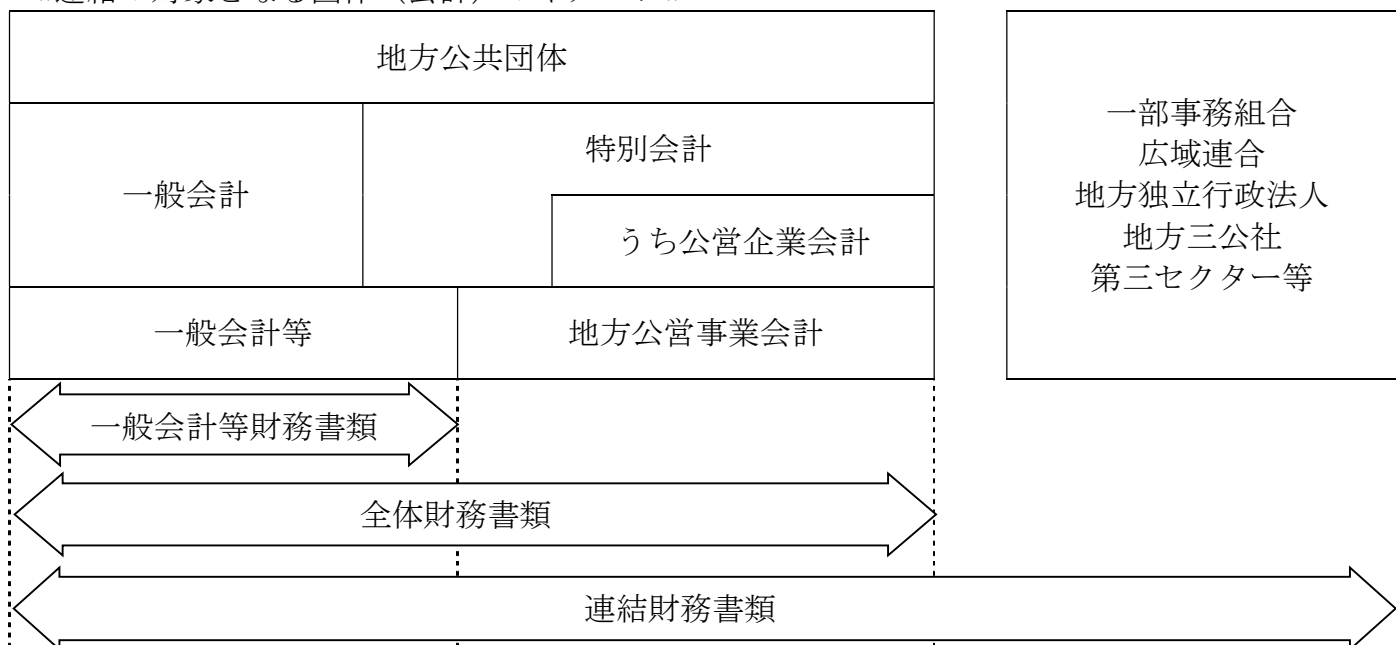 地方公共団体
一般会計
特別会計
うち公営企業会計
一般会計等
地方公営事業会計
一部事務組合
広域連合
地方独立行政法人
地方三公社
第三セクター等
一般会計等財務書類
全体財務書類
連結財務書類